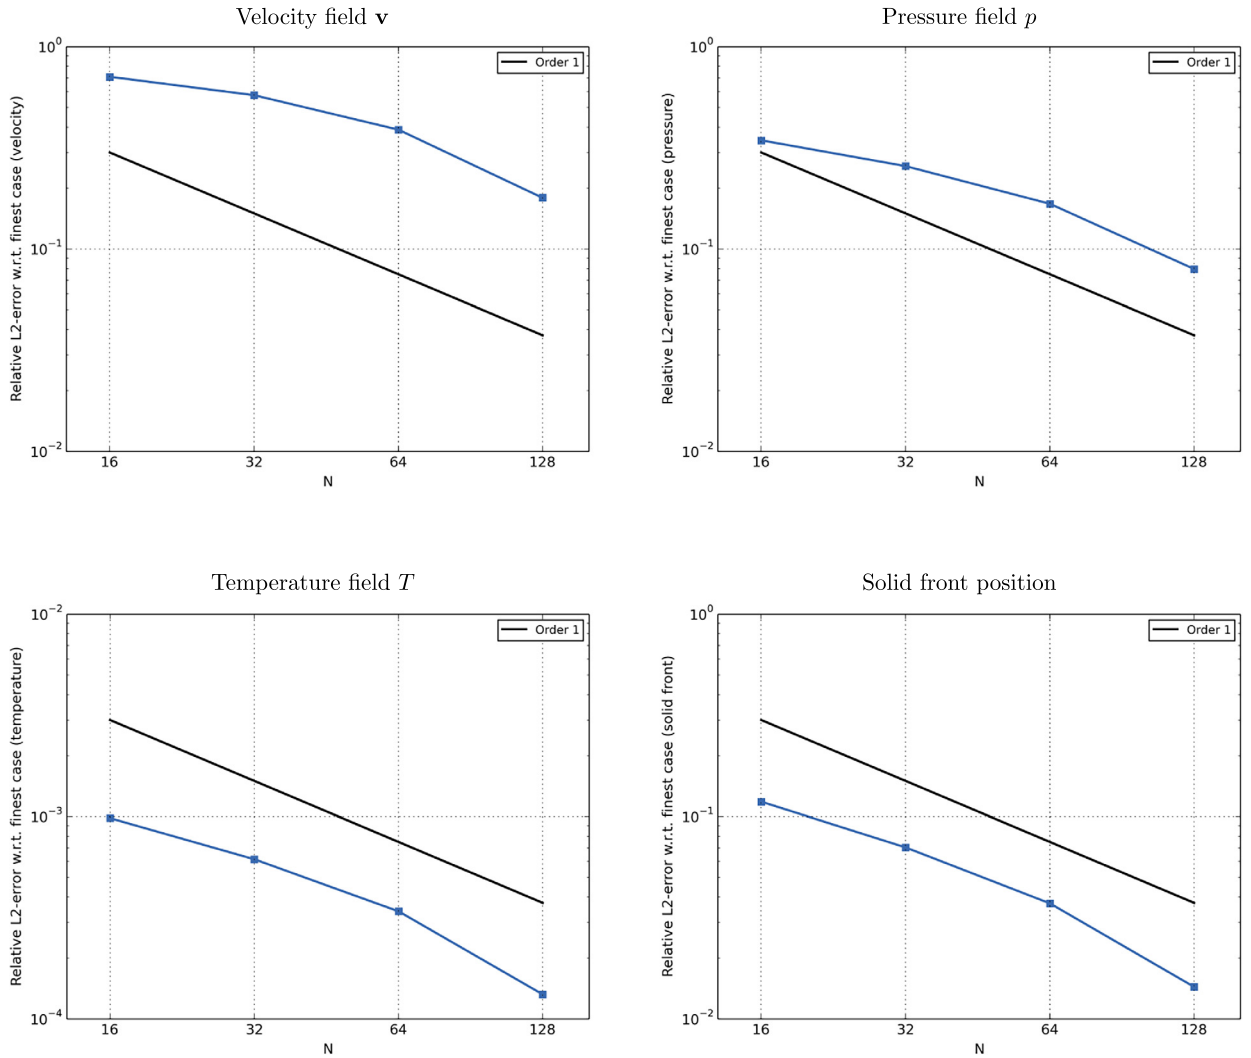 Velocity field v
Order 1
Relative L2-error w.r.t. finest case (velocity)
10^0
10^-1
10^-2
16 32 64 128
N
Pressure field p
Order 1
Relative L2-error w.r.t. finest case (pressure)
10^0
10^-1
10^-2
16 32 64 128
N
Temperature field T
Order 1
Relative L2-error w.r.t. finest case (temperature)
10^-2
10^-3
10^-4
16 32 64 128
N
Solid front position
Order 1
Relative L2-error w.r.t. finest case (solid front)
10^0
10^-1
10^-2
16 32 64 128
N